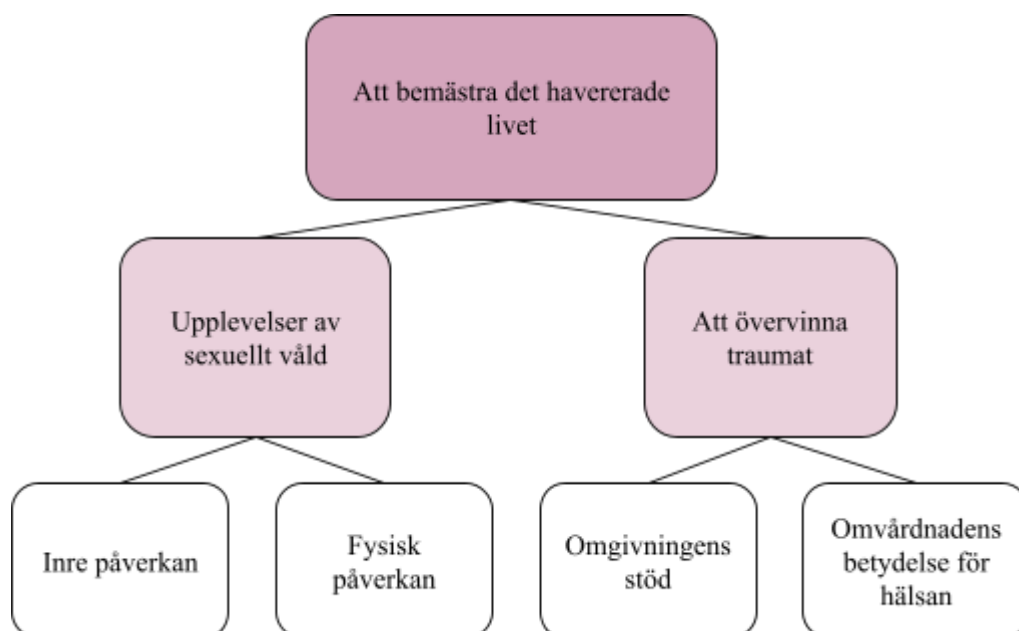 Att bemästra det havererade
livet
Upplevelser av
sexuellt våld
Att övervinna
traumat
Inre påverkan
Fysisk
påverkan
Omgivningens
stöd
Omvårdnadens
betydelse för
hälsan